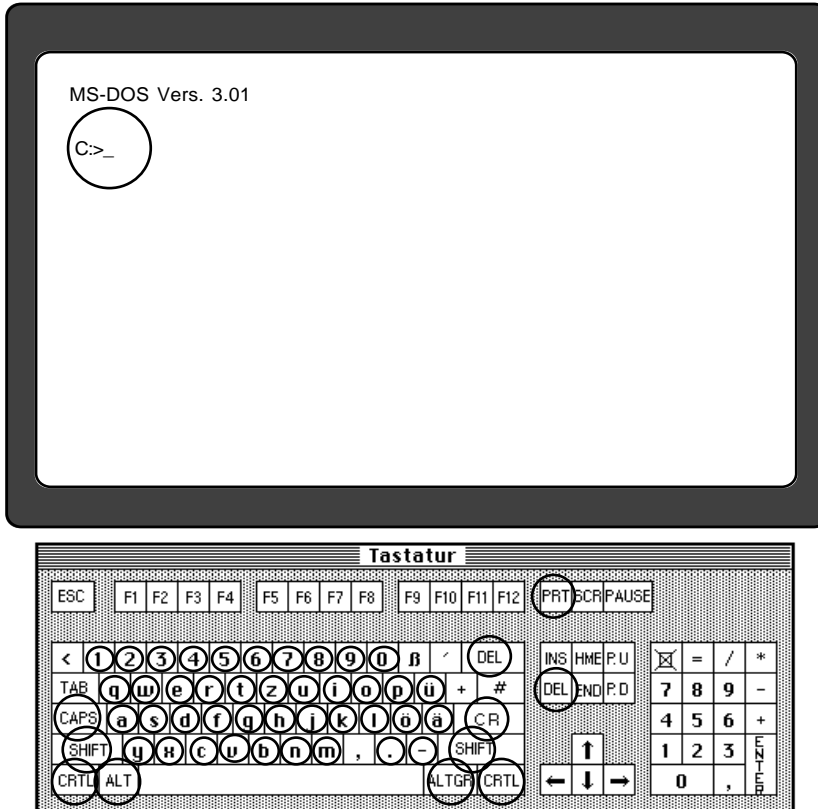 MS-DOS Vers. 3.01
C:>_
Tastatur
ESC F1 F2 F3 F4 F5 F6 F7 F8 F9 F10 F11 F12 PRT SCR PAUSE
< 1 2 3 4 5 6 7 8 9 0 ß ´ DEL INS HME P.U = / *
TAB q w e r t z u i o p ü + # DEL END P.D 7 8 9 -
CAPS a s d f g h j k l ö ä CR 4 5 6 +
SHIFT y x c v b n m , . - SHIFT ↑ 1 2 3 ENTER
CRTL ALT ALTGR CRTL ← ↓ → 0 ,